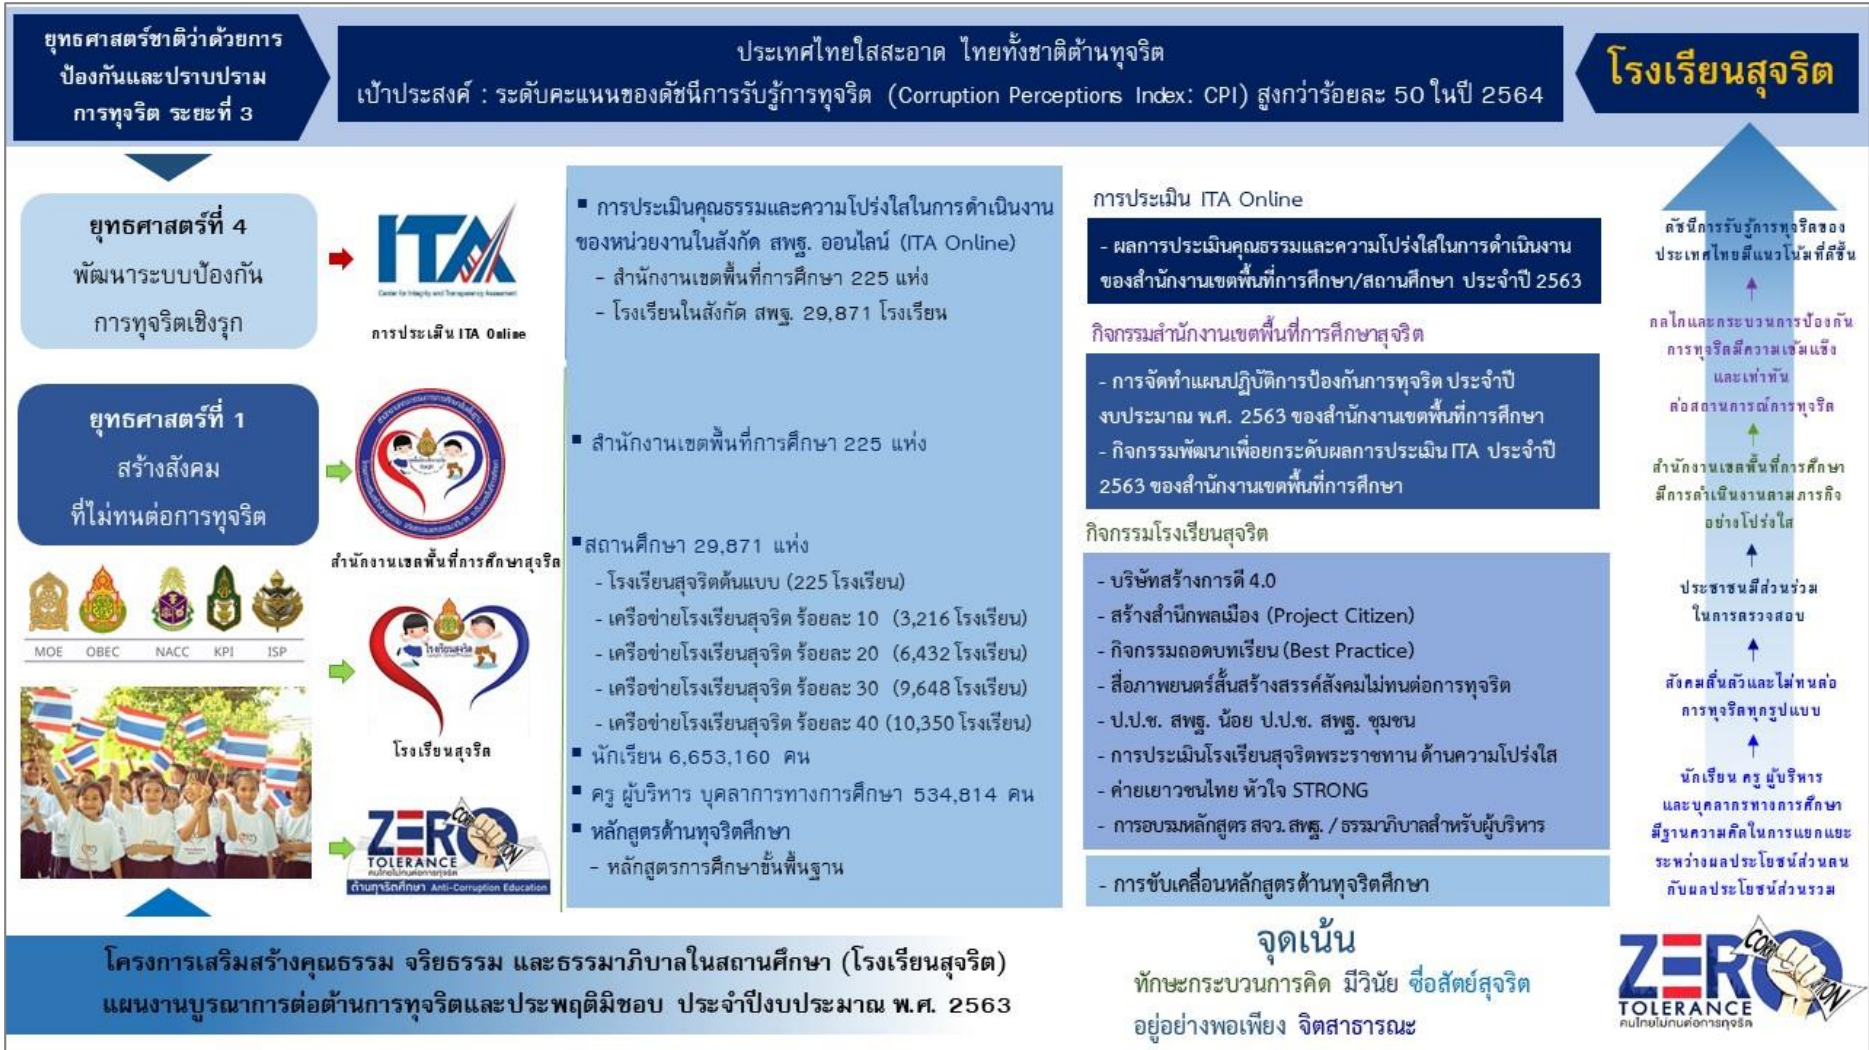 ยุทธศาสตร์ชาติว่าด้วยการ
ป้องกันและปราบปราม
การทุจริต ระยะที่ 3
ประเทศไทยใสสะอาด ไทยทั้งชาติต้านทุจริต
เป้าประสงค์ : ระดับคะแนนของดัชนีการรับรู้การทุจริต (Corruption Perceptions Index: CPI) สูงกว่าร้อยละ 50 ในปี 2564
โรงเรียนสุจริต
ยุทธศาสตร์ที่ 4
พัฒนาระบบป้องกัน
การทุจริตเชิงรุก
ITA
Center for Integrity and Transparency Assessment
การประเมิน ITA Online
ยุทธศาสตร์ที่ 1
สร้างสังคม
ที่ไม่ทนต่อการทุจริต
สำนักงานเขตพื้นที่การศึกษาสุจริต
MOE OBEC NACC KPI ISP
โรงเรียนสุจริต
โรงเรียนสุจริต
ZERO
CORRUPTION
TOLERANCE
คนไทยไม่ทนต่อการทุจริต
ต้านทุจริตศึกษา Anti-Corruption Education
▪ การประเมินคุณธรรมและความโปร่งใสในการดำเนินงาน
ของหน่วยงานในสังกัด สพฐ. ออนไลน์ (ITA Online)
- สำนักงานเขตพื้นที่การศึกษา 225 แห่ง
- โรงเรียนในสังกัด สพฐ. 29,871 โรงเรียน
▪ สำนักงานเขตพื้นที่การศึกษา 225 แห่ง
▪ สถานศึกษา 29,871 แห่ง
- โรงเรียนสุจริตต้นแบบ (225 โรงเรียน)
- เครือข่ายโรงเรียนสุจริต ร้อยละ 10 (3,216 โรงเรียน)
- เครือข่ายโรงเรียนสุจริต ร้อยละ 20 (6,432 โรงเรียน)
- เครือข่ายโรงเรียนสุจริต ร้อยละ 30 (9,648 โรงเรียน)
- เครือข่ายโรงเรียนสุจริต ร้อยละ 40 (10,350 โรงเรียน)
▪ นักเรียน 6,653,160 คน
▪ ครู ผู้บริหาร บุคลาการทางการศึกษา 534,814 คน
▪ หลักสูตรต้านทุจริตศึกษา
- หลักสูตรการศึกษาขั้นพื้นฐาน
การประเมิน ITA Online
- ผลการประเมินคุณธรรมและความโปร่งใสในการดำเนินงาน
ของสำนักงานเขตพื้นที่การศึกษา/สถานศึกษา ประจำปี 2563
กิจกรรมสำนักงานเขตพื้นที่การศึกษาสุจริต
- การจัดทำแผนปฏิบัติการป้องกันการทุจริต ประจำปี
งบประมาณ พ.ศ. 2563 ของสำนักงานเขตพื้นที่การศึกษา
- กิจกรรมพัฒนาเพื่อยกระดับผลการประเมิน ITA ประจำปี
2563 ของสำนักงานเขตพื้นที่การศึกษา
กิจกรรมโรงเรียนสุจริต
- บริษัทสร้างการดี 4.0
- สร้างสำนึกพลเมือง (Project Citizen)
- กิจกรรมถอดบทเรียน (Best Practice)
- สื่อภาพยนตร์สั้นสร้างสรรค์สังคมไม่ทนต่อการทุจริต
- ป.ป.ช. สพฐ. น้อย ป.ป.ช. สพฐ. ชุมชน
- การประเมินโรงเรียนสุจริตพระราชทาน ด้านความโปร่งใส
- ค่ายเยาวชนไทย หัวใจ STRONG
- การอบรมหลักสูตร สจว. สพฐ. / ธรรมาภิบาลสำหรับผู้บริหาร
- การขับเคลื่อนหลักสูตรต้านทุจริตศึกษา
ดัชนีการรับรู้การทุจริตของ
ประเทศไทยมีแนวโน้มที่ดีขึ้น
กลไกและกระบวนการป้องกัน
การทุจริตมีความเข้มแข็ง
และเท่าทัน
ต่อสถานการณ์การทุจริต
สำนักงานเขตพื้นที่การศึกษา
มีการดำเนินงานตามภารกิจ
อย่างโปร่งใส
ประชาชนมีส่วนร่วม
ในการตรวจสอบ
สังคมตื่นตัวและไม่ทนต่อ
การทุจริตทุกรูปแบบ
นักเรียน ครู ผู้บริหาร
และบุคลากรทางการศึกษา
มีฐานความคิดในการแยกแยะ
ระหว่างผลประโยชน์ส่วนตน
กับผลประโยชน์ส่วนรวม
โครงการเสริมสร้างคุณธรรม จริยธรรม และธรรมาภิบาลในสถานศึกษา (โรงเรียนสุจริต)
แผนงานบูรณาการต่อต้านการทุจริตและประพฤติมิชอบ ประจำปีงบประมาณ พ.ศ. 2563
จุดเน้น
ทักษะกระบวนการคิด มีวินัย ซื่อสัตย์สุจริต
อยู่อย่างพอเพียง จิตสาธารณะ
ZERO
CORRUPTION
TOLERANCE
คนไทยไม่ทนต่อการทุจริต